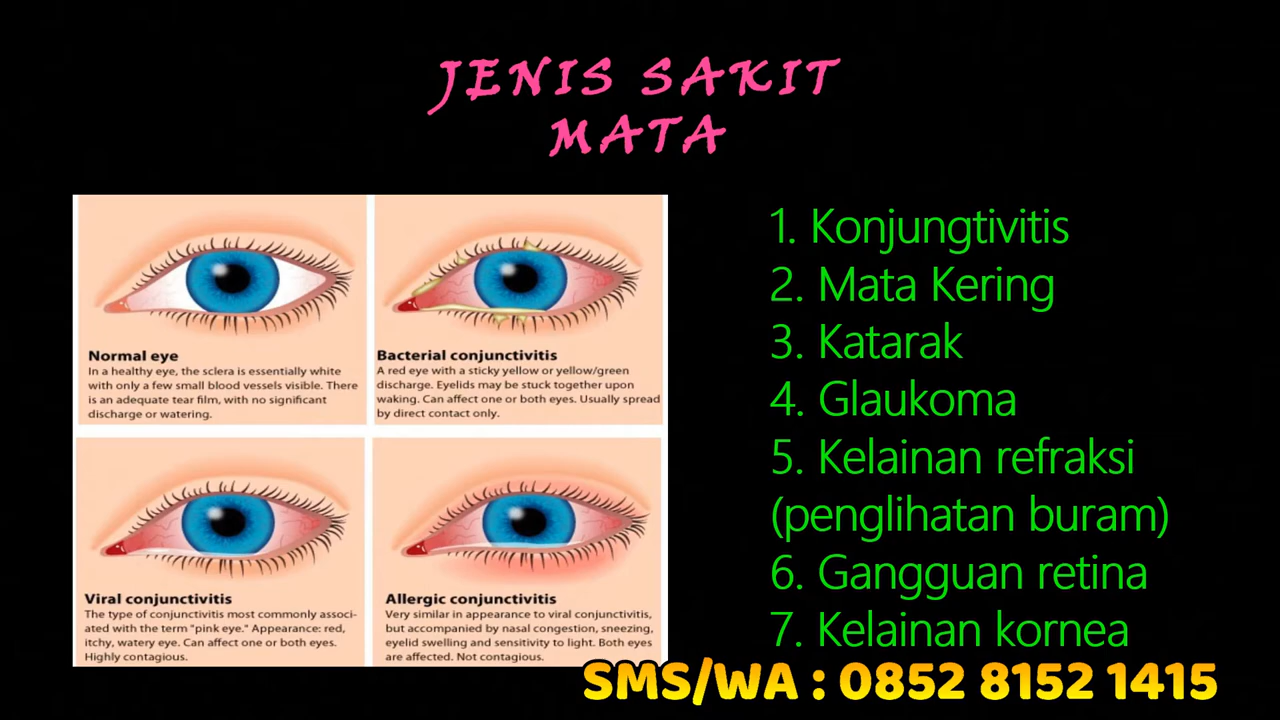 JENIS SAKIT
MATA
Normal eye
In a healthy eye, the sclera is essentially white
with only a few small blood vessels visible. There
is an adequate tear film, with no significant
discharge or watering.
Bacterial conjunctivitis
A red eye with a sticky yellow or yellow/green
discharge. Eyelids may be stuck together upon
waking. Can affect one or both eyes. Usually spread
by direct contact only.
Viral conjunctivitis
The type of conjunctivitis most commonly associ-
ated with the term "pink eye." Appearance: red,
itchy, watery eye. Can affect one or both eyes.
Highly contagious.
Allergic conjunctivitis
Very similar in appearance to viral conjunctivitis,
but accompanied by nasal congestion, sneezing,
eyelid swelling and sensitivity to light. Both eyes
are affected. Not contagious.
1. Konjungtivitis
2. Mata Kering
3. Katarak
4. Glaukoma
5. Kelainan refraksi
(penglihatan buram)
6. Gangguan retina
7. Kelainan kornea
SMS/WA : 0852 8152 1415